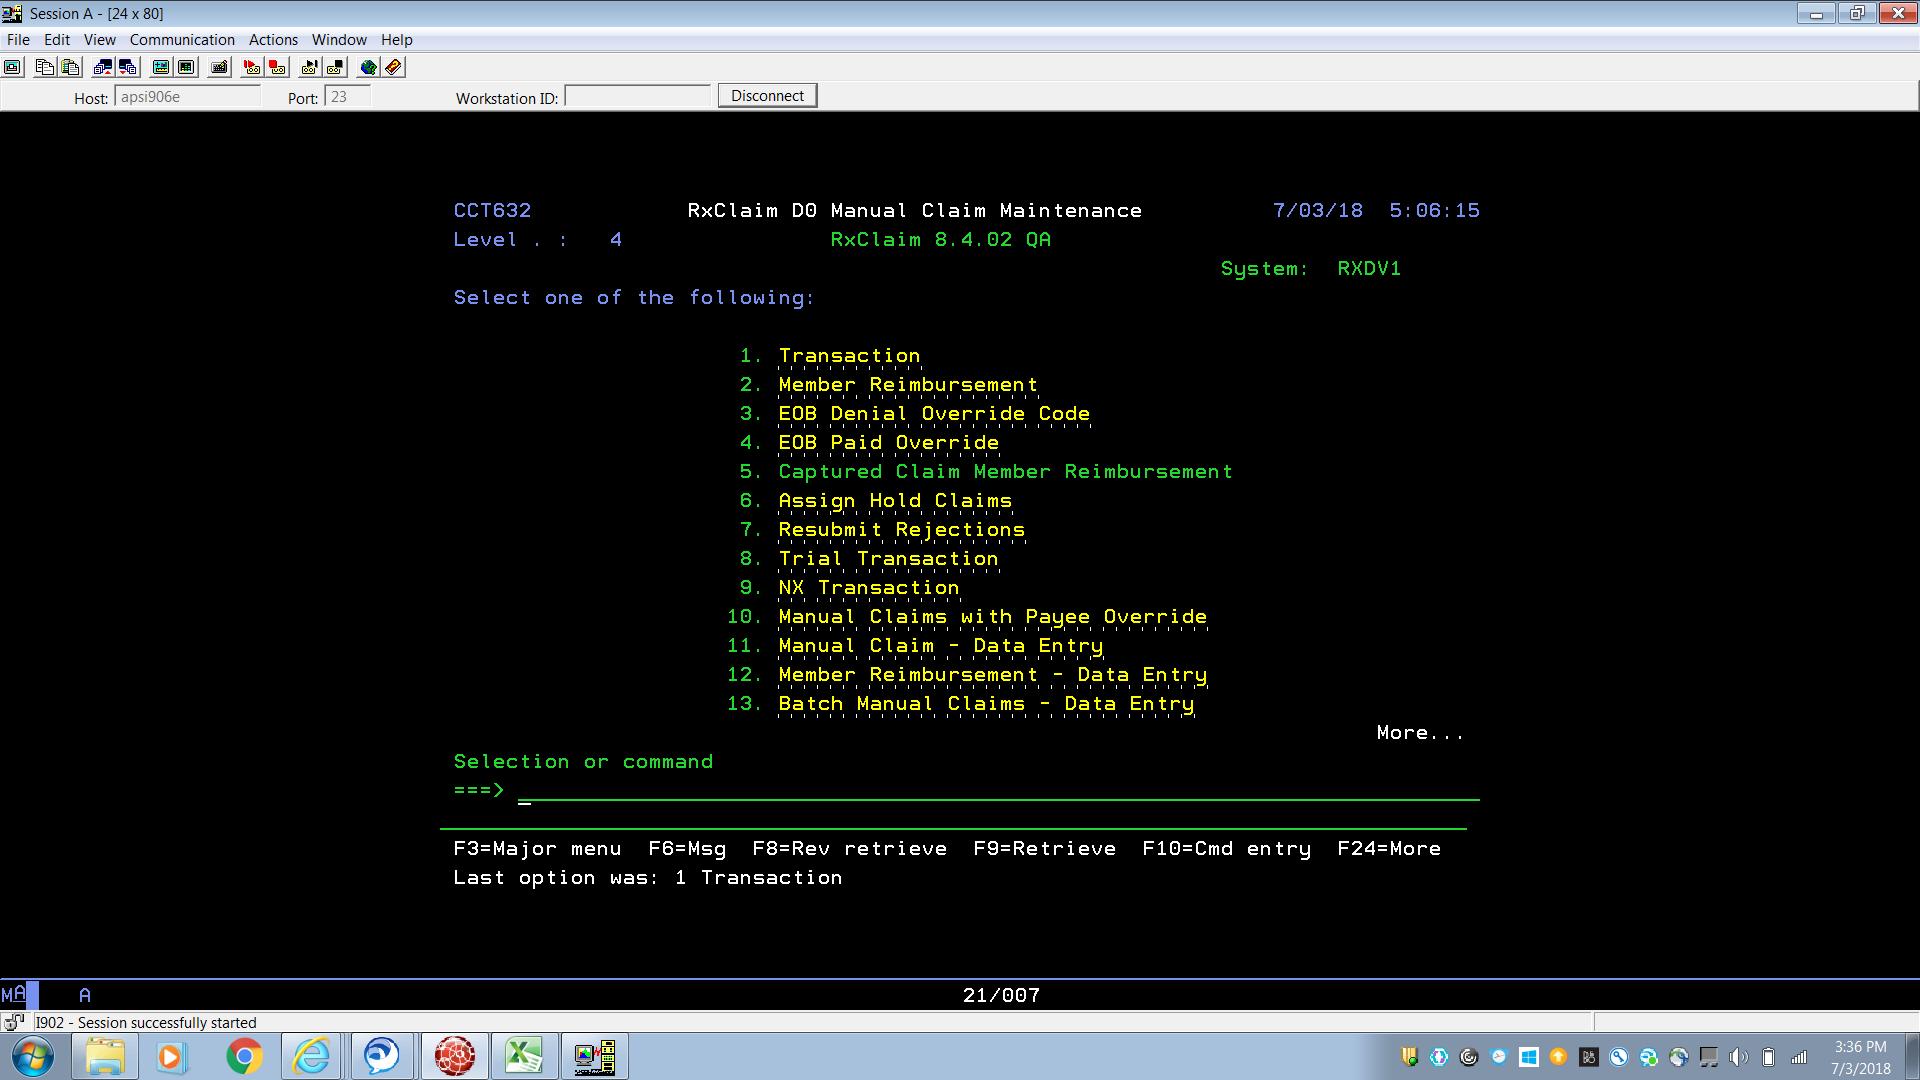 Session A - [24 x 80]
File Edit View Communication Actions Window Help
Host: apsi906e Port: 23 Workstation ID: Disconnect
CCT632 RxClaim D0 Manual Claim Maintenance 7/03/18 5:06:15
Level . : 4 RxClaim 8.4.02 QA
System: RXDV1
Select one of the following:
1. Transaction
2. Member Reimbursement
3. EOB Denial Override Code
4. EOB Paid Override
5. Captured Claim Member Reimbursement
6. Assign Hold Claims
7. Resubmit Rejections
8. Trial Transaction
9. NX Transaction
10. Manual Claims with Payee Override
11. Manual Claim - Data Entry
12. Member Reimbursement - Data Entry
13. Batch Manual Claims - Data Entry
More...
Selection or command
===>
F3=Major menu F6=Msg F8=Rev retrieve F9=Retrieve F10=Cmd entry F24=More
Last option was: 1 Transaction
MA A 21/007
I902 - Session successfully started
3:36 PM
7/3/2018